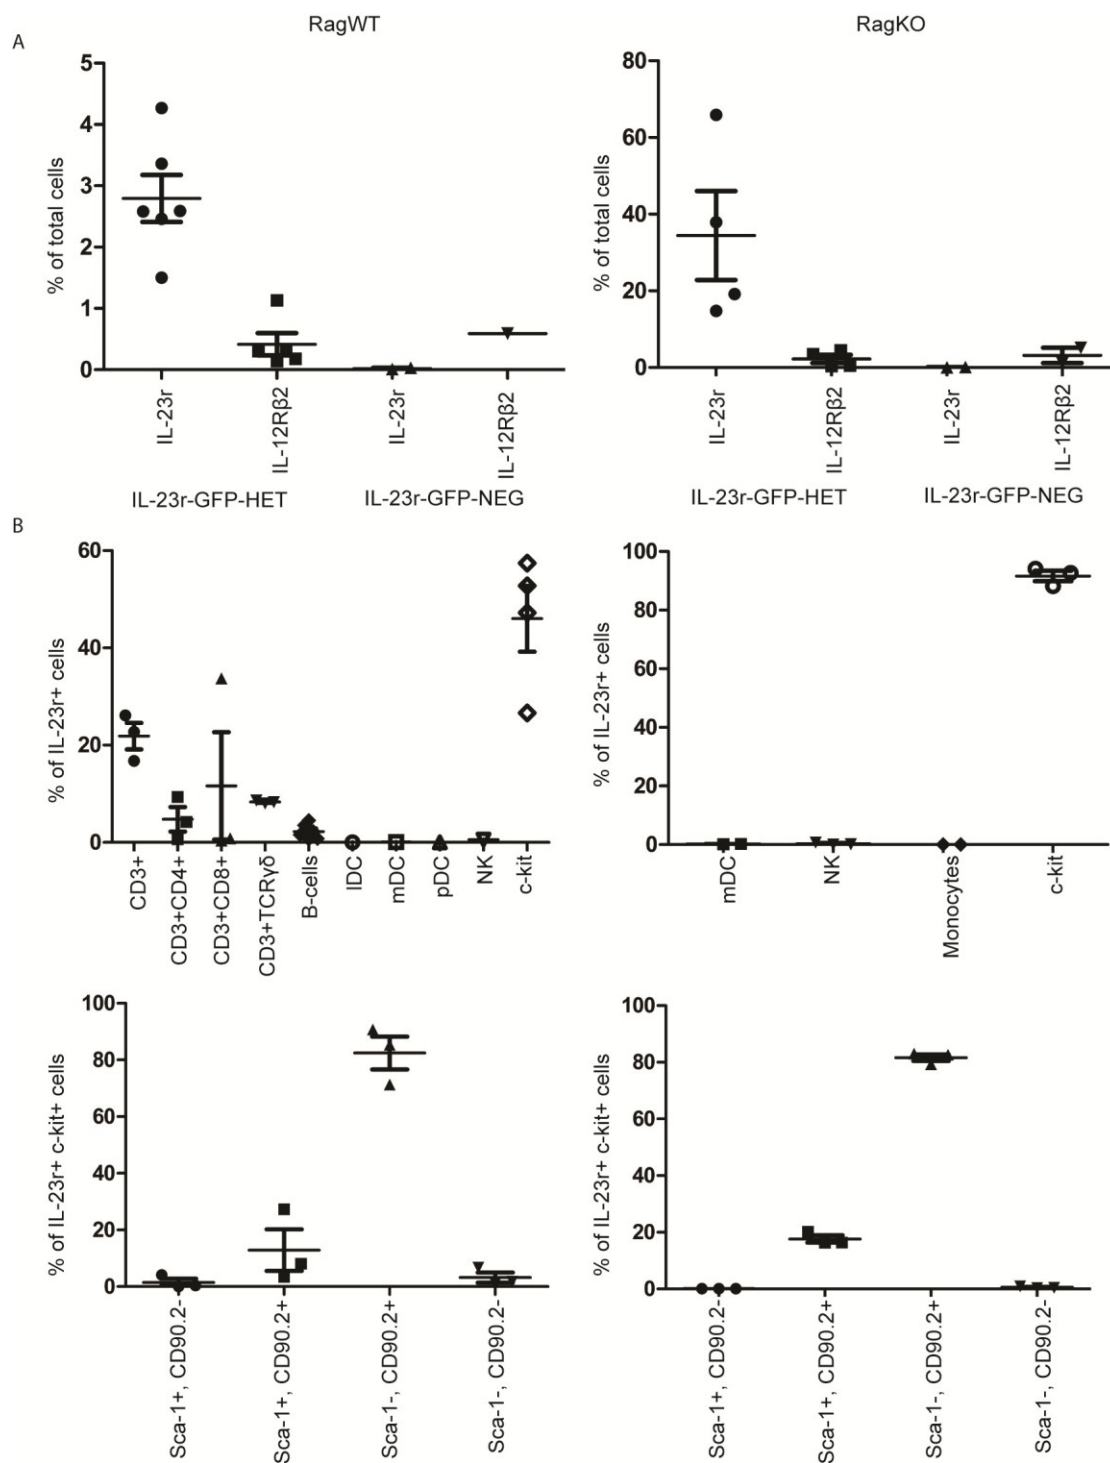 RagWT
RagKO
A
% of total cells
5
4
3
2
1
0
IL-23r
IL-12Rβ2
IL-23r
IL-12Rβ2
IL-23r-GFP-HET
IL-23r-GFP-NEG
% of total cells
80
60
40
20
0
IL-23r
IL-12Rβ2
IL-23r
IL-12Rβ2
IL-23r-GFP-HET
IL-23r-GFP-NEG
B
% of IL-23r+ cells
60
40
20
0
CD3+
CD3+CD4+
CD3+CD8+
CD3+TCRγδ
B-cells
lDC
mDC
pDC
NK
c-kit
% of IL-23r+ cells
100
80
60
40
20
0
mDC
NK
Monocytes
c-kit
% of IL-23r+ c-kit+ cells
100
80
60
40
20
0
Sca-1+, CD90.2-
Sca-1+, CD90.2+
Sca-1-, CD90.2+
Sca-1-, CD90.2-
% of IL-23r+ c-kit+ cells
100
80
60
40
20
0
Sca-1+, CD90.2-
Sca-1+, CD90.2+
Sca-1-, CD90.2+
Sca-1-, CD90.2-